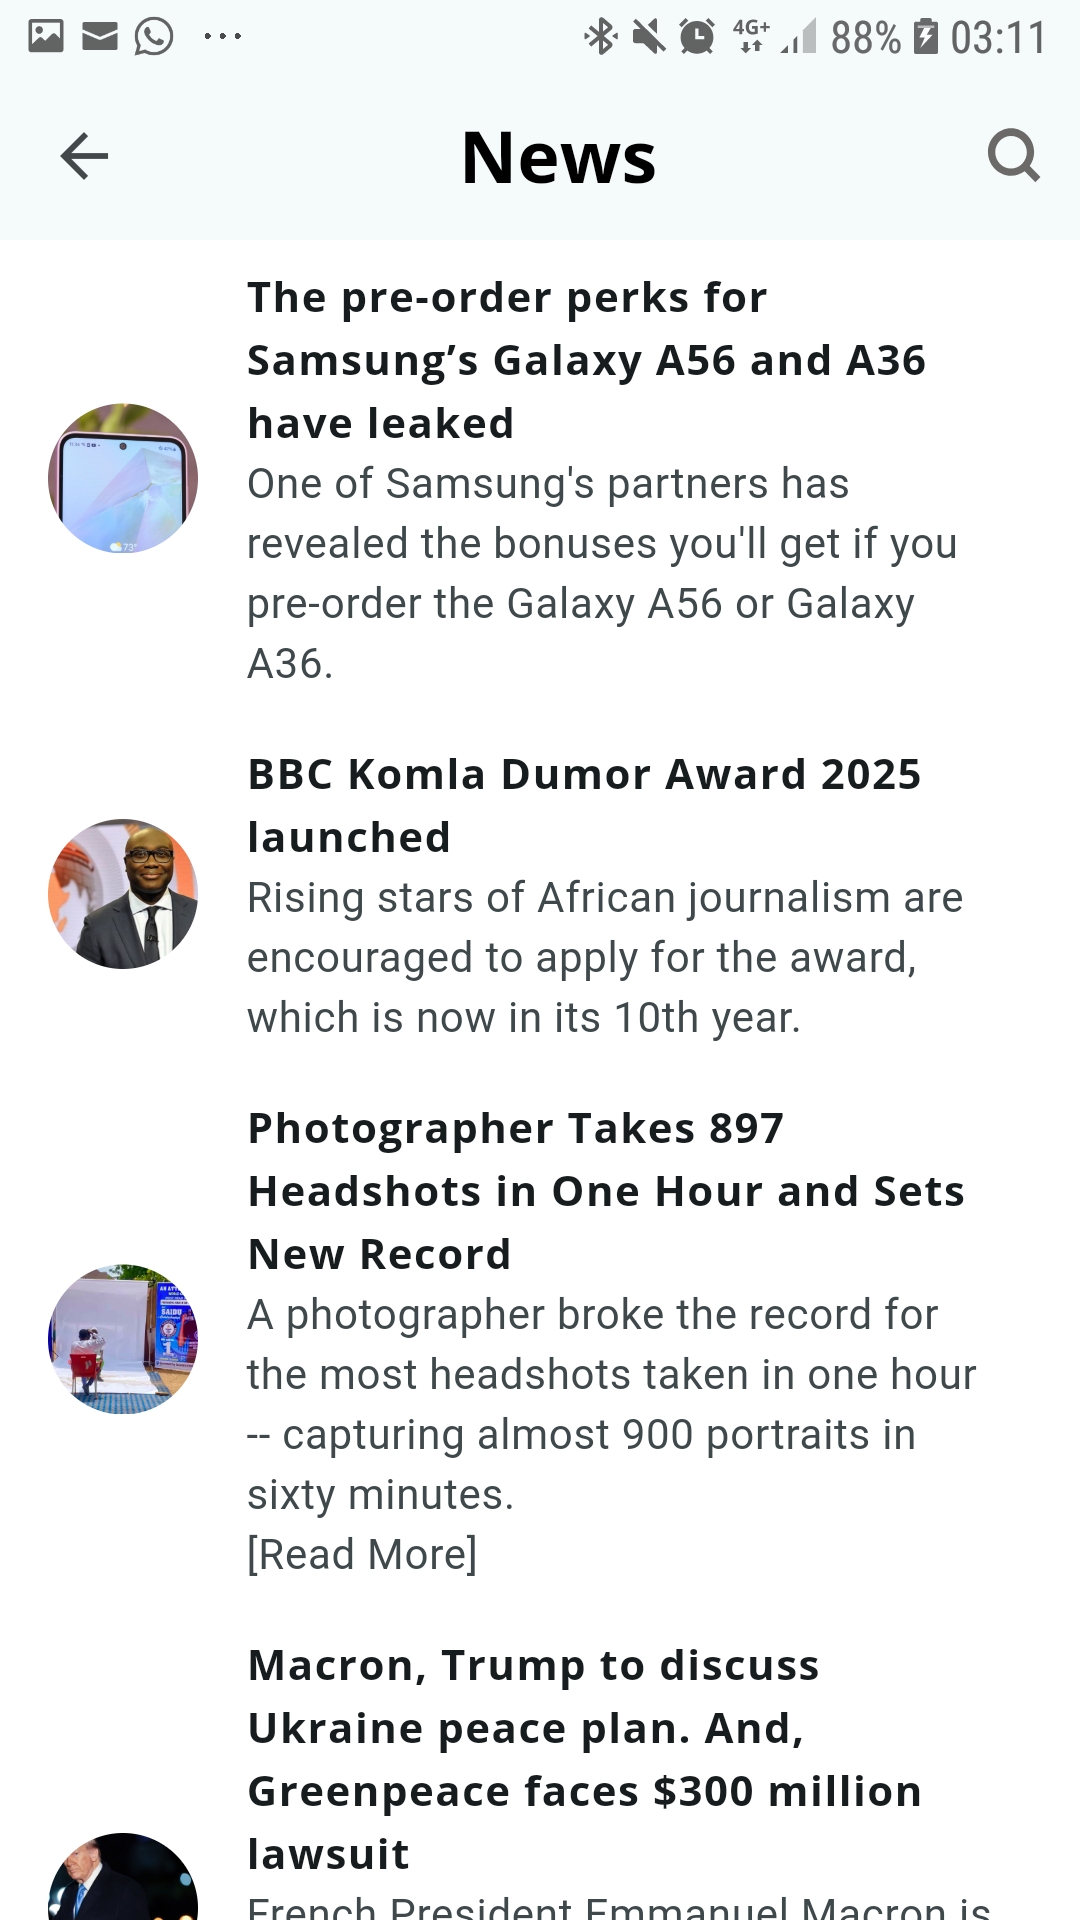 4G+ 88% 03:11
News
The pre-order perks for
Samsung’s Galaxy A56 and A36
have leaked
One of Samsung's partners has
revealed the bonuses you'll get if you
pre-order the Galaxy A56 or Galaxy
A36.
73°
BBC Komla Dumor Award 2025
launched
Rising stars of African journalism are
encouraged to apply for the award,
which is now in its 10th year.
Photographer Takes 897
Headshots in One Hour and Sets
New Record
A photographer broke the record for
the most headshots taken in one hour
-- capturing almost 900 portraits in
sixty minutes.
[Read More]
SAIDU
Macron, Trump to discuss
Ukraine peace plan. And,
Greenpeace faces $300 million
lawsuit
French President Emmanuel Macron is